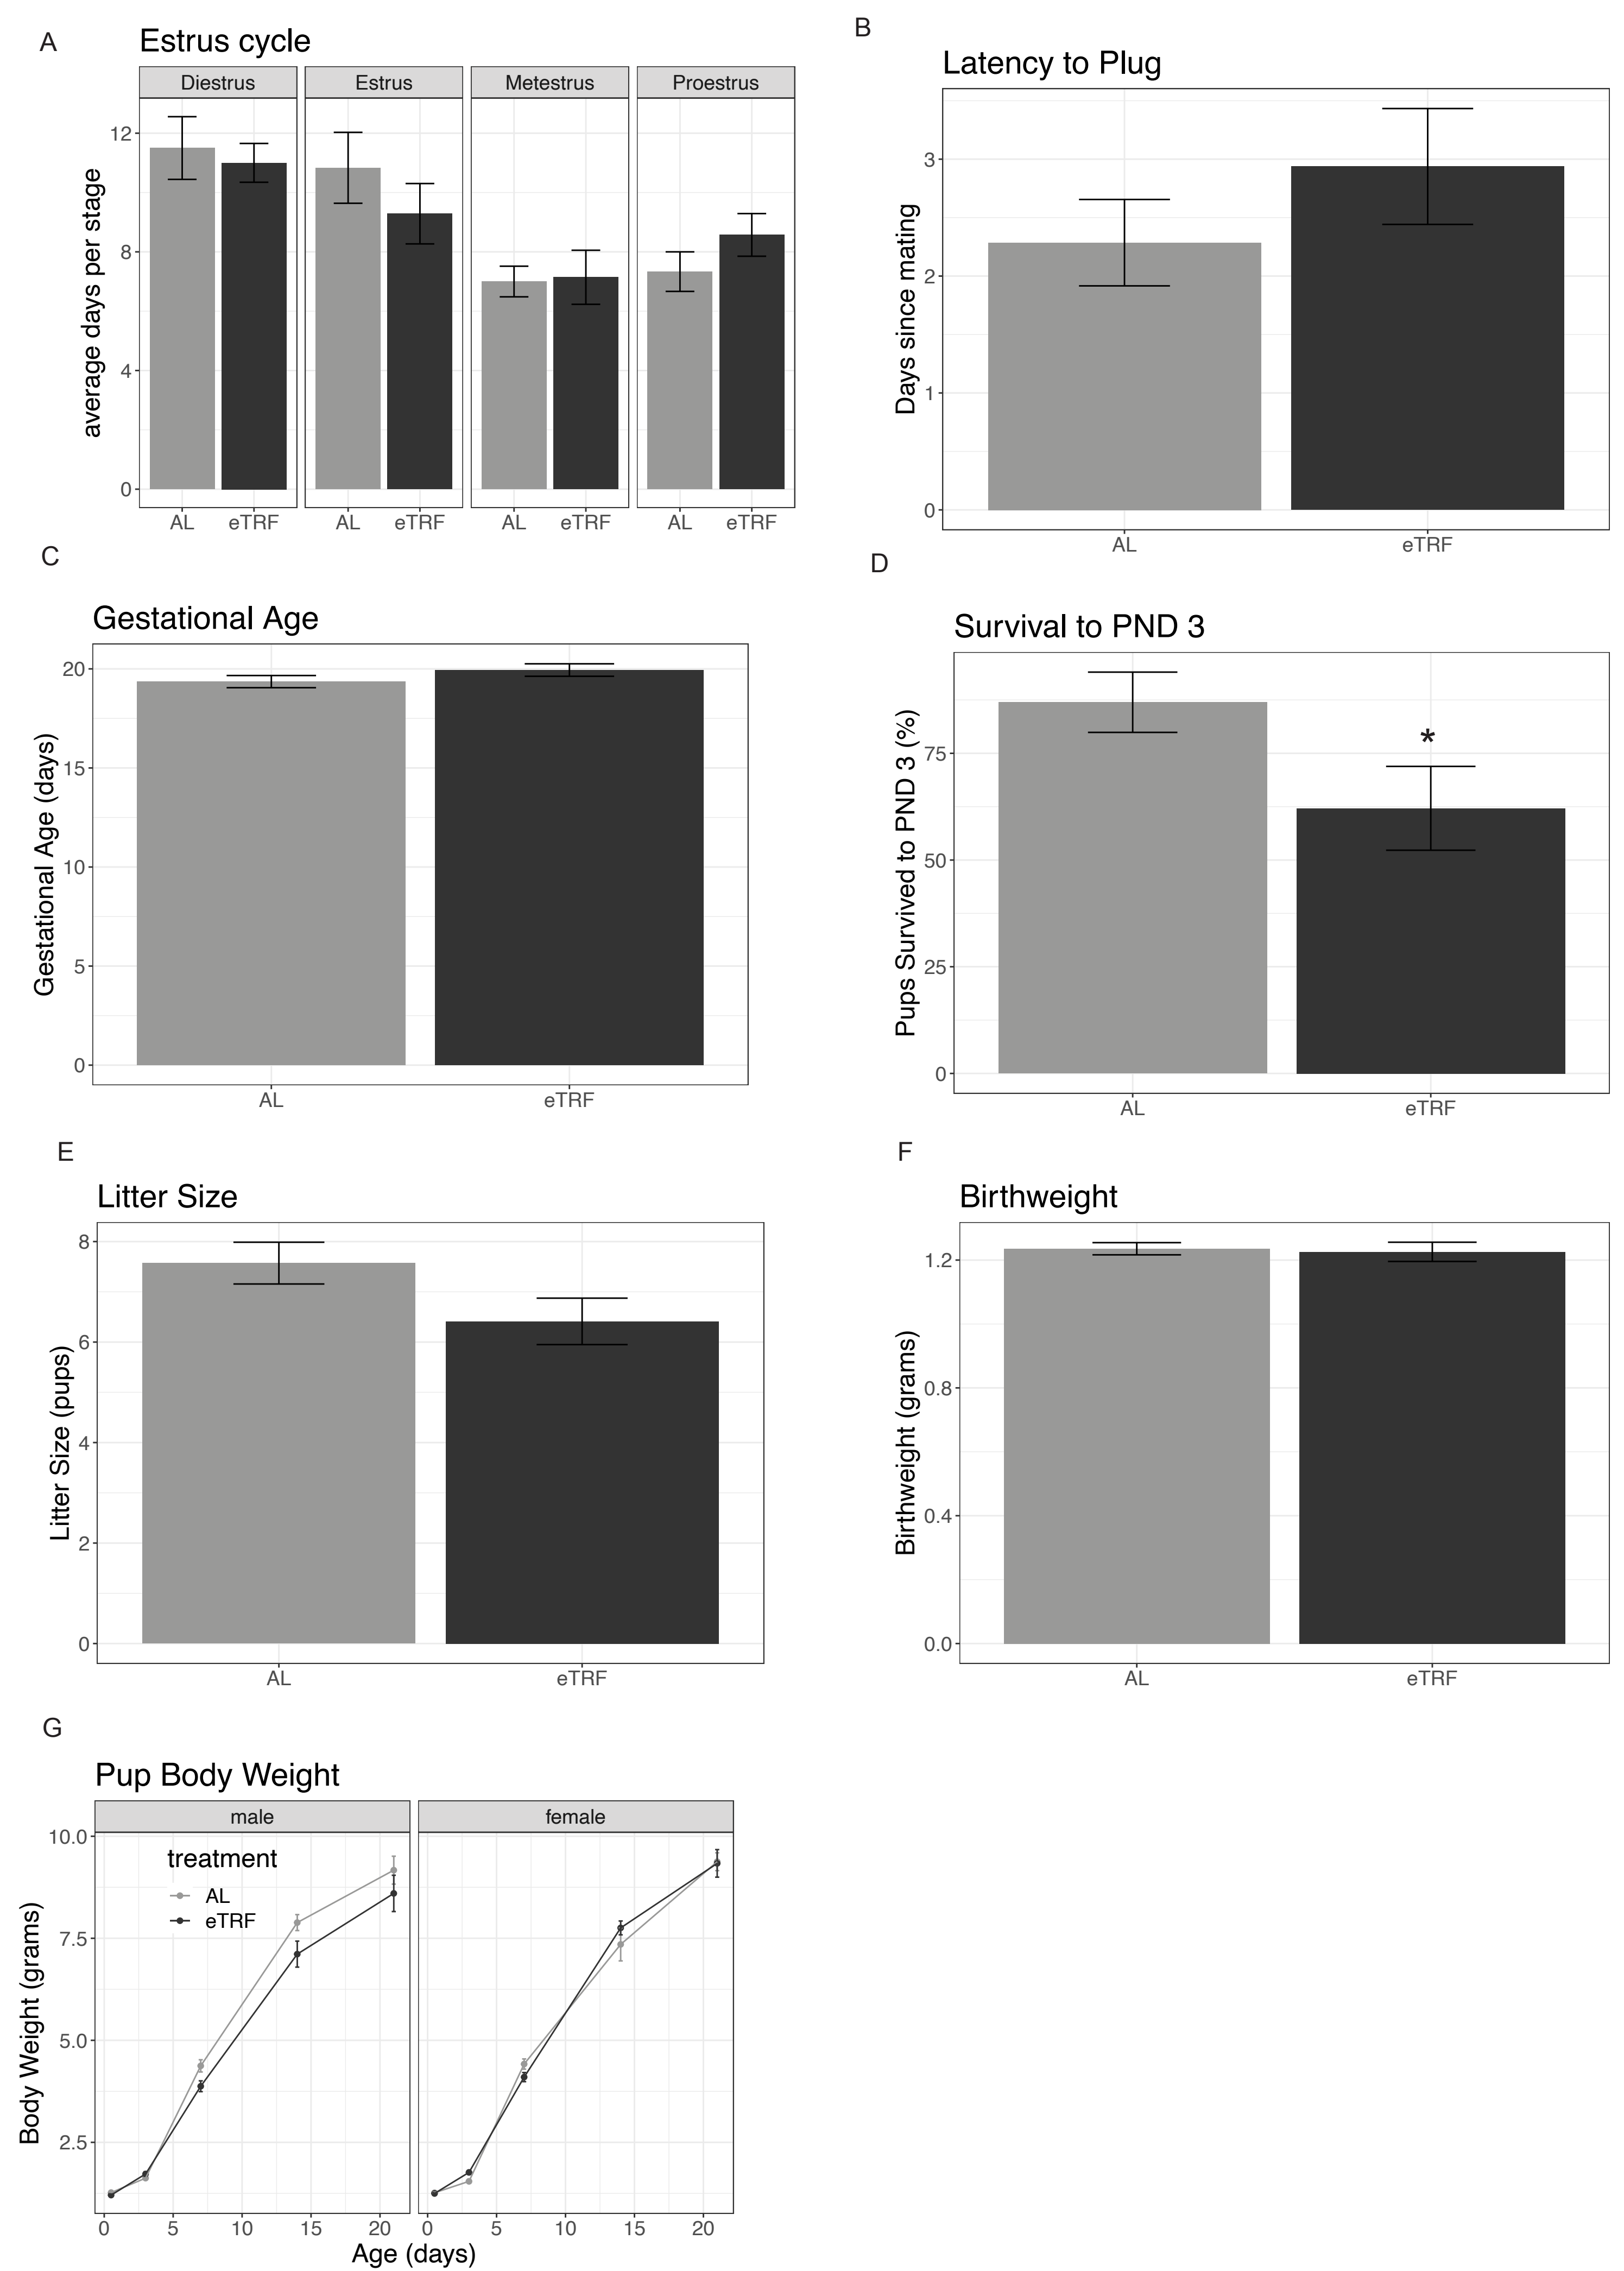 A
Estrus cycle
Diestrus Estrus Metestrus Proestrus
average days per stage
12
8
4
0
AL eTRF AL eTRF AL eTRF AL eTRF
B
Latency to Plug
Days since mating
3
2
1
0
AL eTRF
C
Gestational Age
Gestational Age (days)
20
15
10
5
0
AL eTRF
D
Survival to PND 3
Pups Survived to PND 3 (%)
75
50
25
0
*
AL eTRF
E
Litter Size
Litter Size (pups)
8
6
4
2
0
AL eTRF
F
Birthweight
Birthweight (grams)
1.2
0.8
0.4
0.0
AL eTRF
G
Pup Body Weight
male female
Body Weight (grams)
10.0
7.5
5.0
2.5
treatment
AL
eTRF
0 5 10 15 20 0 5 10 15 20
Age (days)